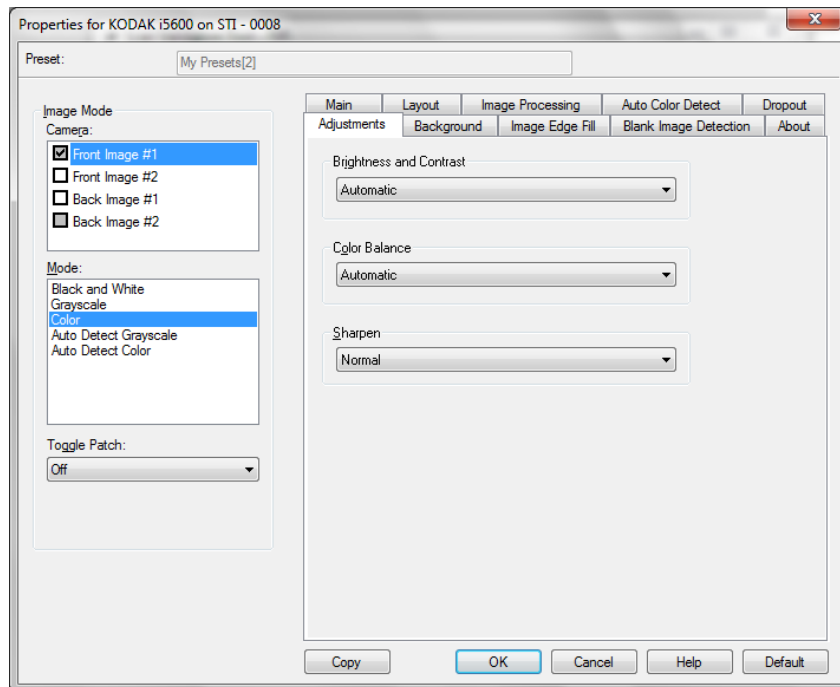 Properties for KODAK i5600 on STI - 0008
Preset:
My Presets[2]
Image Mode
Camera:
Front Image #1
Front Image #2
Back Image #1
Back Image #2
Mode:
Black and White
Grayscale
Color
Auto Detect Grayscale
Auto Detect Color
Toggle Patch:
Off
Main Layout Image Processing Auto Color Detect Dropout
Adjustments Background Image Edge Fill Blank Image Detection About
Brightness and Contrast
Automatic
Color Balance
Automatic
Sharpen
Normal
Copy OK Cancel Help Default